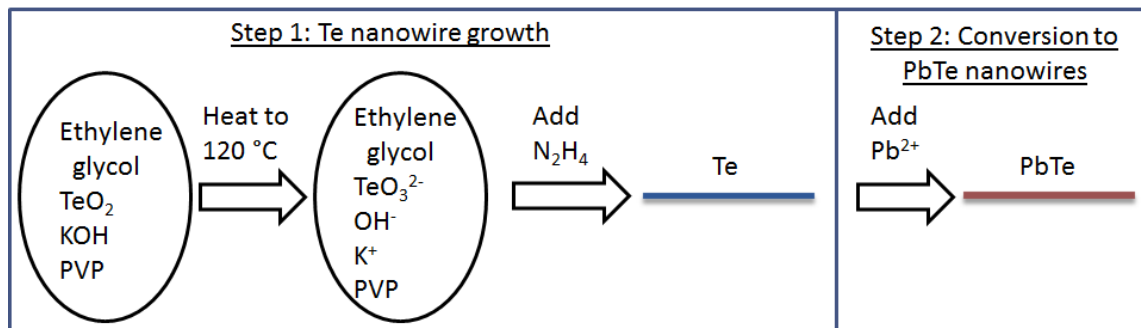 Step 1: Te nanowire growth
Ethylene
glycol
TeO₂
KOH
PVP
Heat to
120 °C
Ethylene
glycol
TeO₃²⁻
OH⁻
K⁺
PVP
Add
N₂H₄
Te
Step 2: Conversion to
PbTe nanowires
Add
Pb²⁺
PbTe